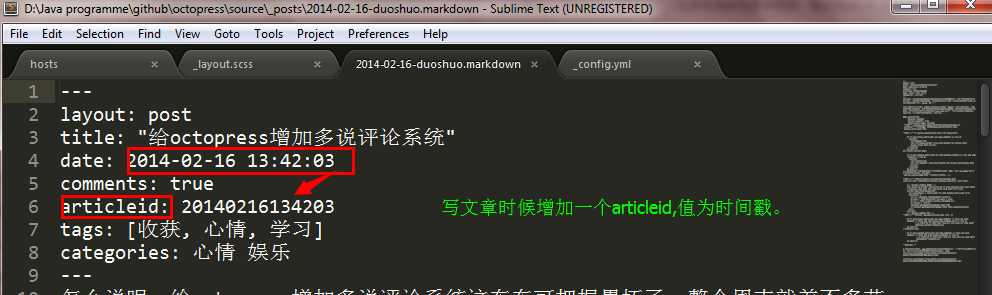 D:\Java programme\github\octopress\source\_posts\2014-02-16-duoshuo.markdown - Sublime Text (UNREGISTERED)
File Edit Selection Find View Goto Tools Project Preferences Help
hosts × _layout.scss × 2014-02-16-duoshuo.markdown × _config.yml ×
1 ---
2 layout: post
3 title: "给octopress增加多说评论系统"
4 date: 2014-02-16 13:42:03
5 comments: true
6 articleid: 20140216134203 写文章时候增加一个articleid,值为时间戳。
7 tags: [收获, 心情, 学习]
8 categories: 心情 娱乐
9 ---